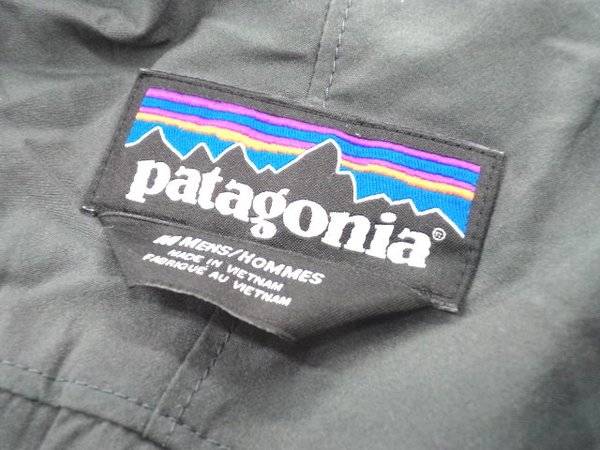 patagonia®
M MENS/HOMMES
MADE IN VIETNAM
FABRIQUÉ AU VIETNAM